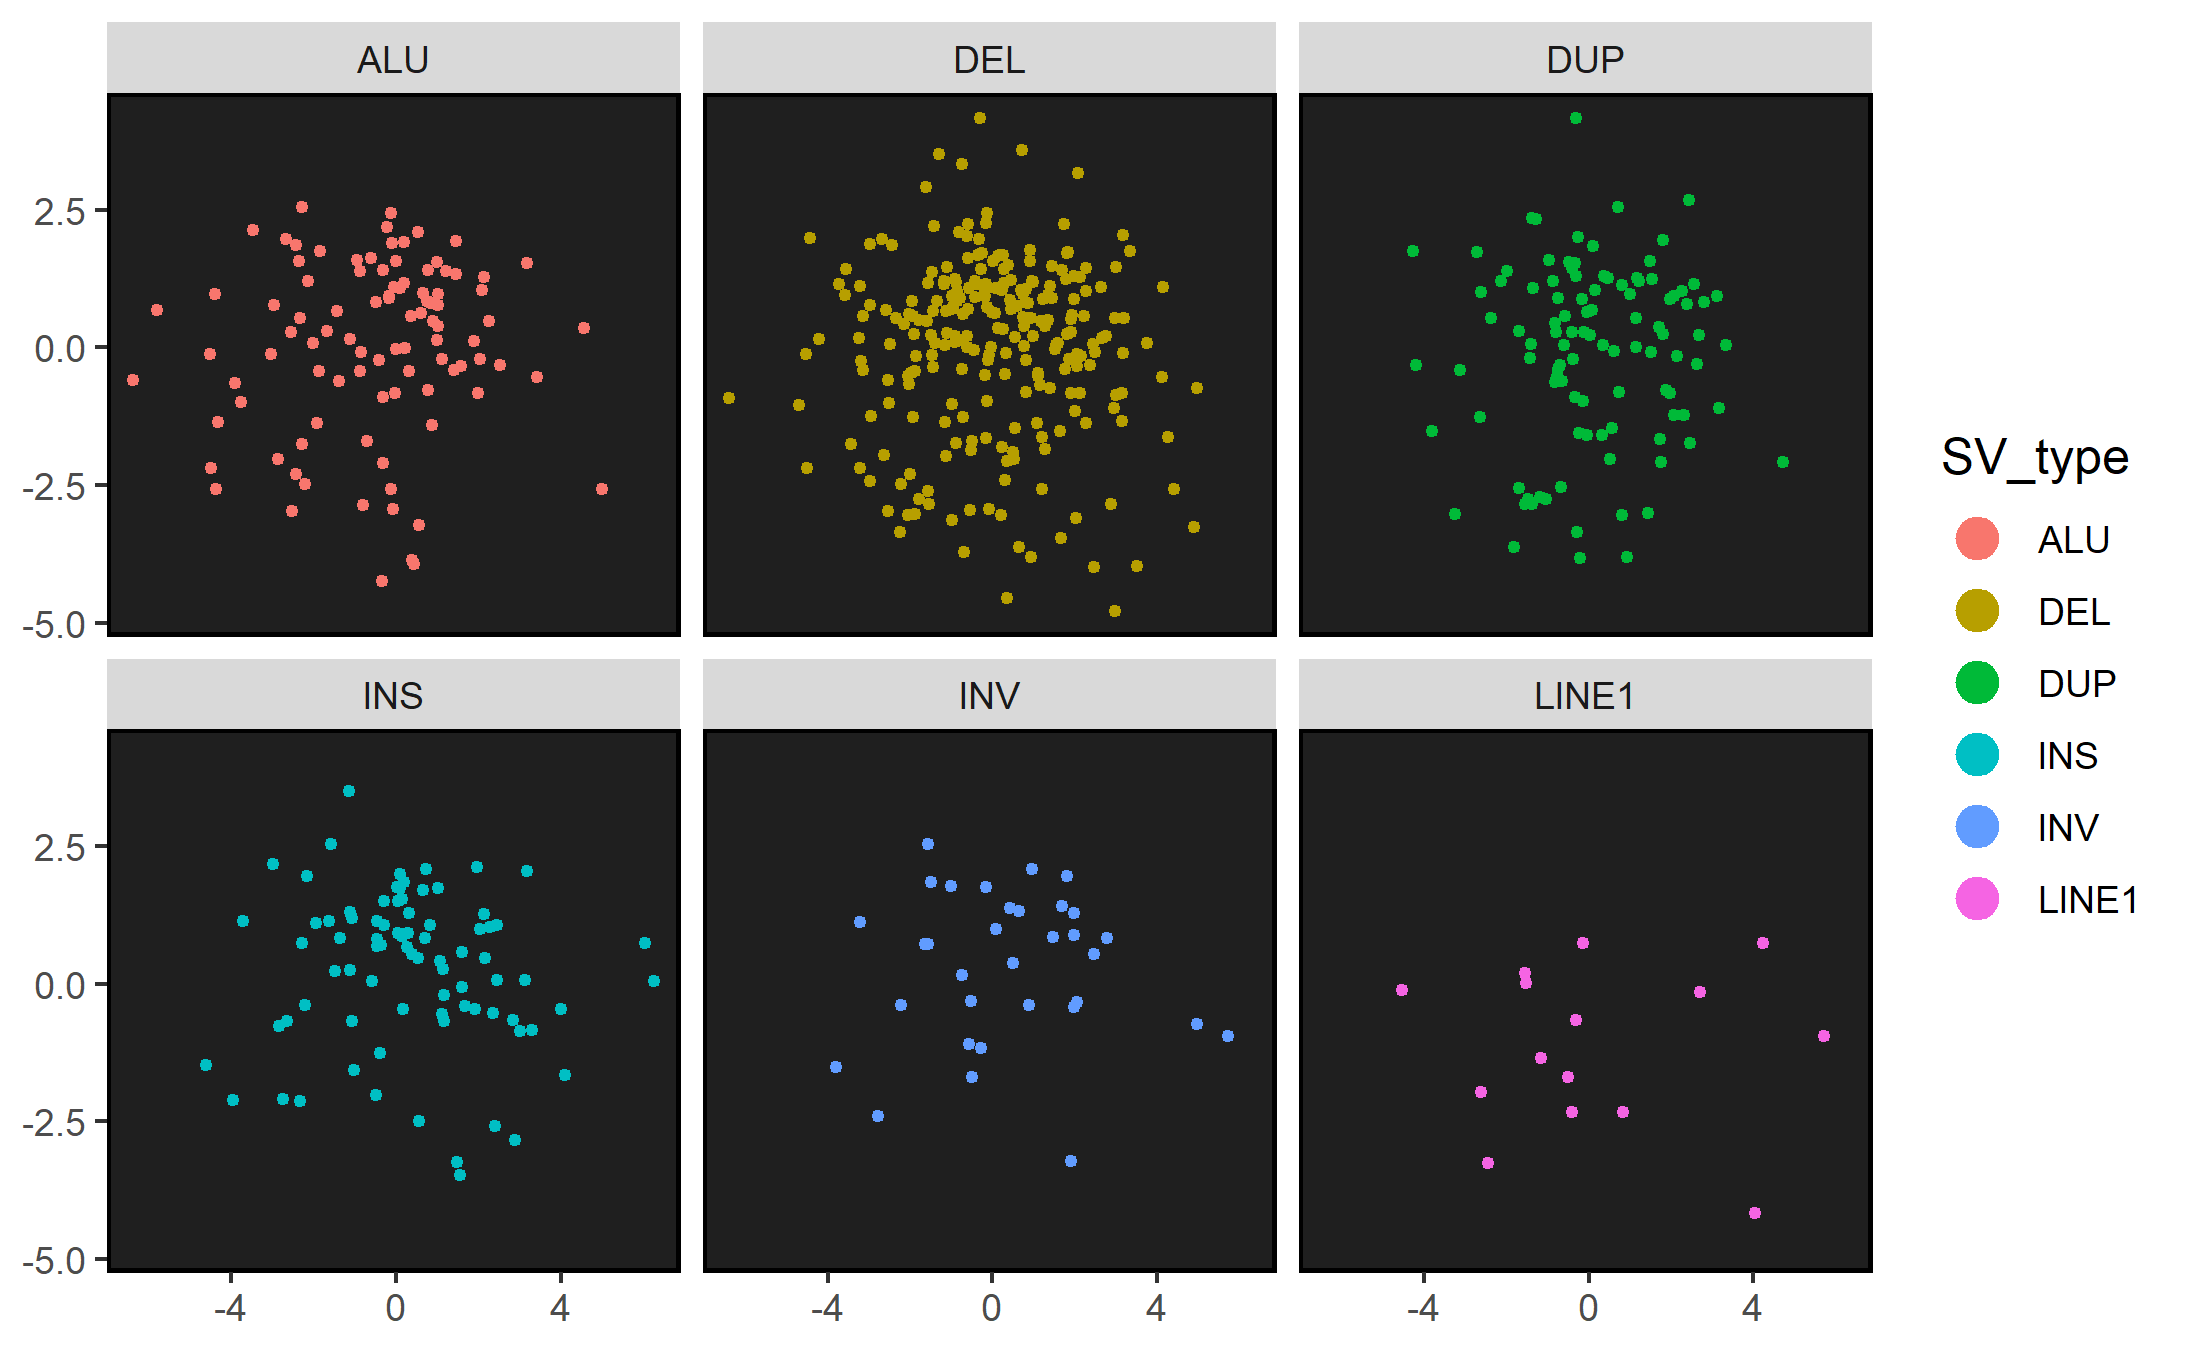 ALU DEL DUP
2.5
0.0
-2.5
-5.0
INS INV LINE1
2.5
0.0
-2.5
-5.0
-4 0 4 -4 0 4 -4 0 4
SV_type
ALU
DEL
DUP
INS
INV
LINE1